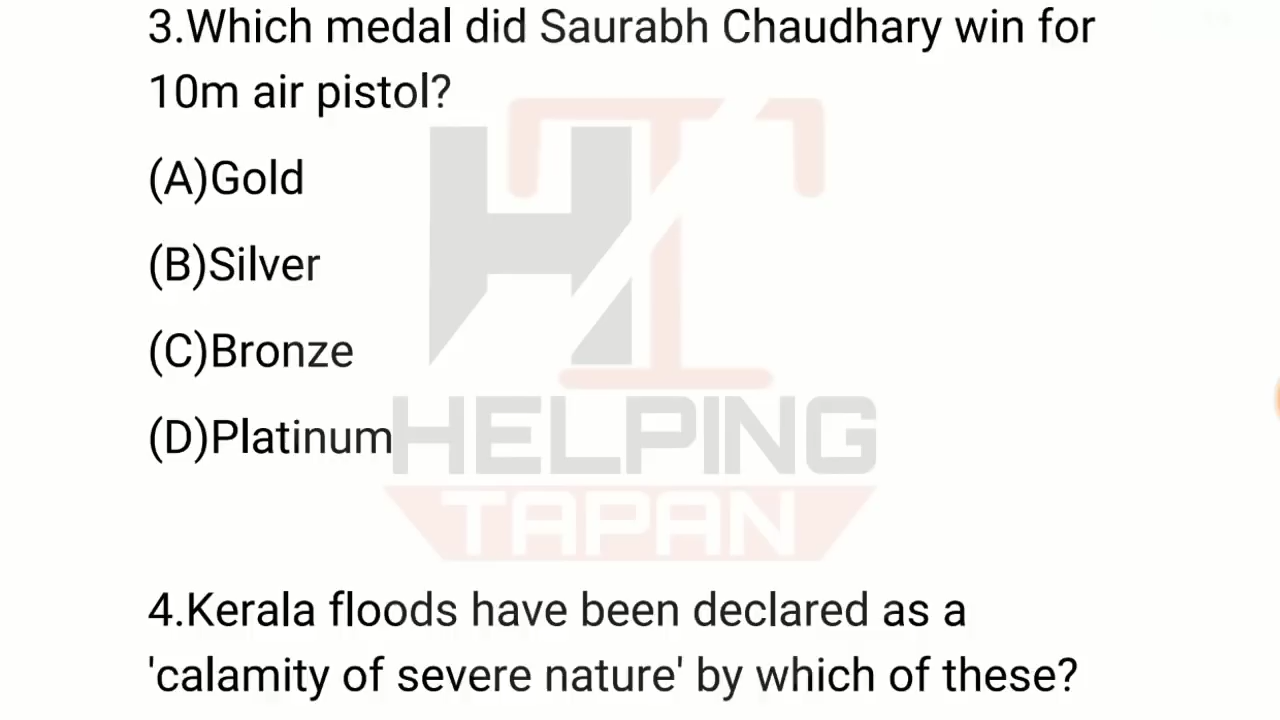 3.Which medal did Saurabh Chaudhary win for
10m air pistol?
(A)Gold
(B)Silver
(C)Bronze
(D)Platinum
HELPING
TAPAN
4.Kerala floods have been declared as a
'calamity of severe nature' by which of these?